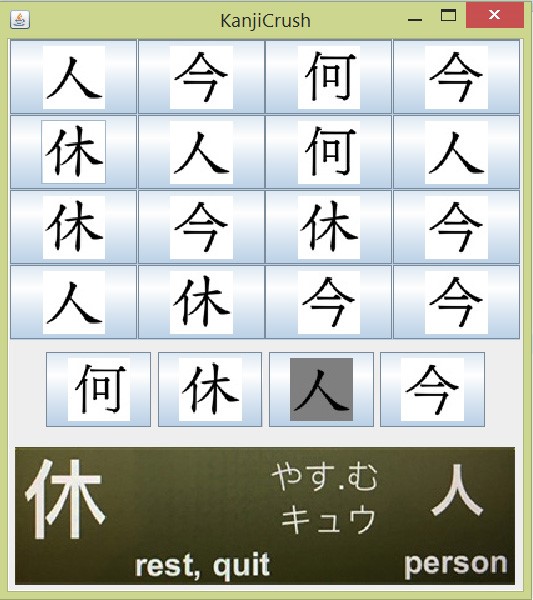 KanjiCrush
人 今 何 今
休 人 何 人
休 今 休 今
人 休 今 今
何 休 人 今
休 やす.む 人
キュウ
rest, quit person